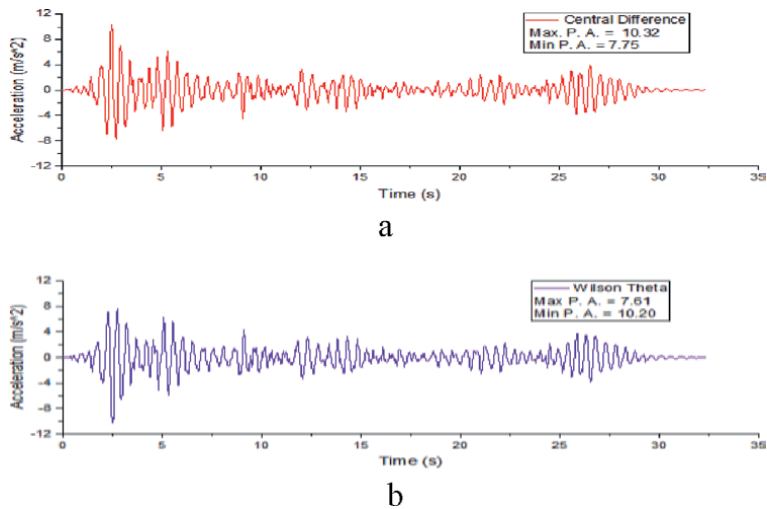 Central Difference
Max. P. A. = 10.32
Min P. A. = 7.75
Acceleration (m/s^2)
12
8
4
0
-4
-8
-12
0 5 10 15 20 25 30 35
Time (s)
a
Wilson Theta
Max P. A. = 7.61
Min P. A. = 10.20
Acceleration (m/s^2)
12
8
4
0
-4
-8
-12
0 5 10 15 20 25 30 35
Time (s)
b